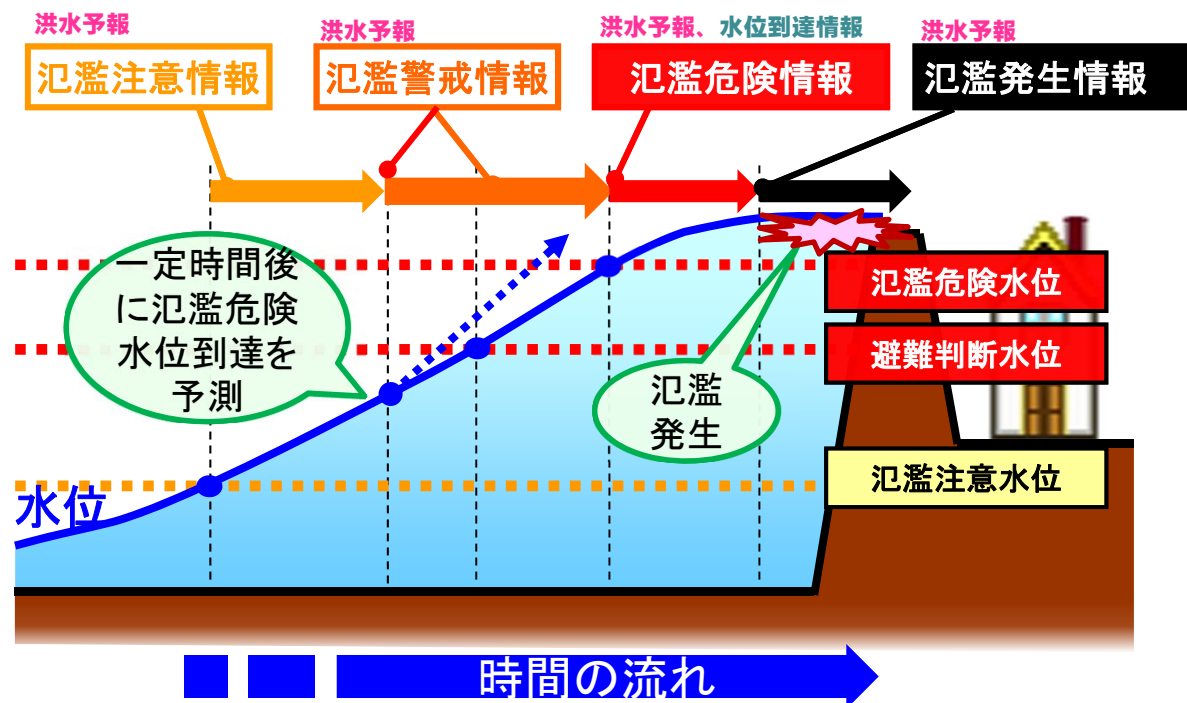 洪水予報
洪水予報
洪水予報、水位到達情報
洪水予報
氾濫注意情報
氾濫警戒情報
氾濫危険情報
氾濫発生情報
一定時間後
に氾濫危険
水位到達を
予測
氾濫危険水位
避難判断水位
氾濫
発生
氾濫注意水位
水位
時間の流れ